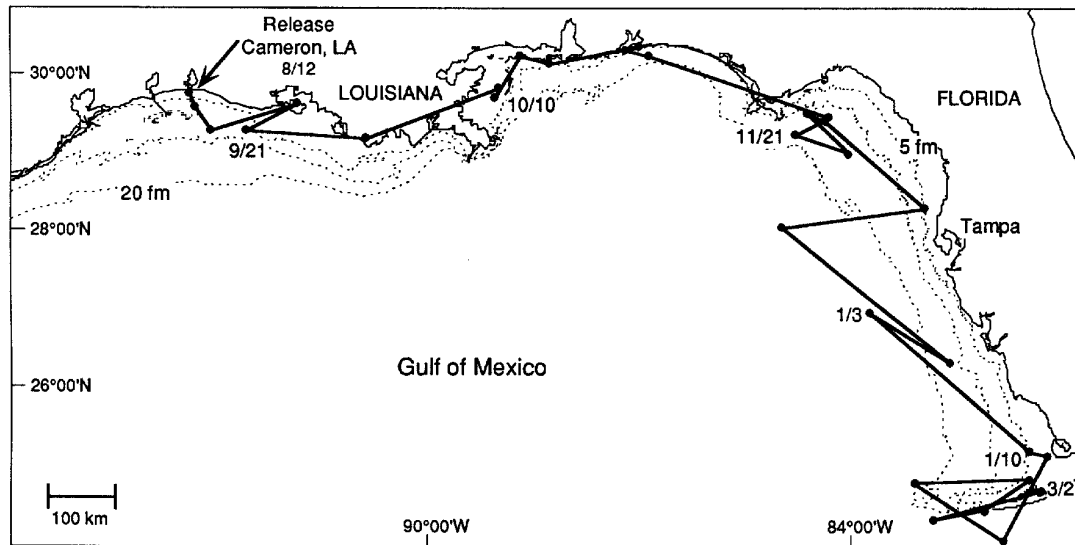 Release
Cameron, LA
8/12
30°00'N
LOUISIANA
10/10
FLORIDA
9/21
11/21
5 fm
20 fm
28°00'N
Tampa
1/3
Gulf of Mexico
26°00'N
1/10
3/2
100 km
90°00'W
84°00'W